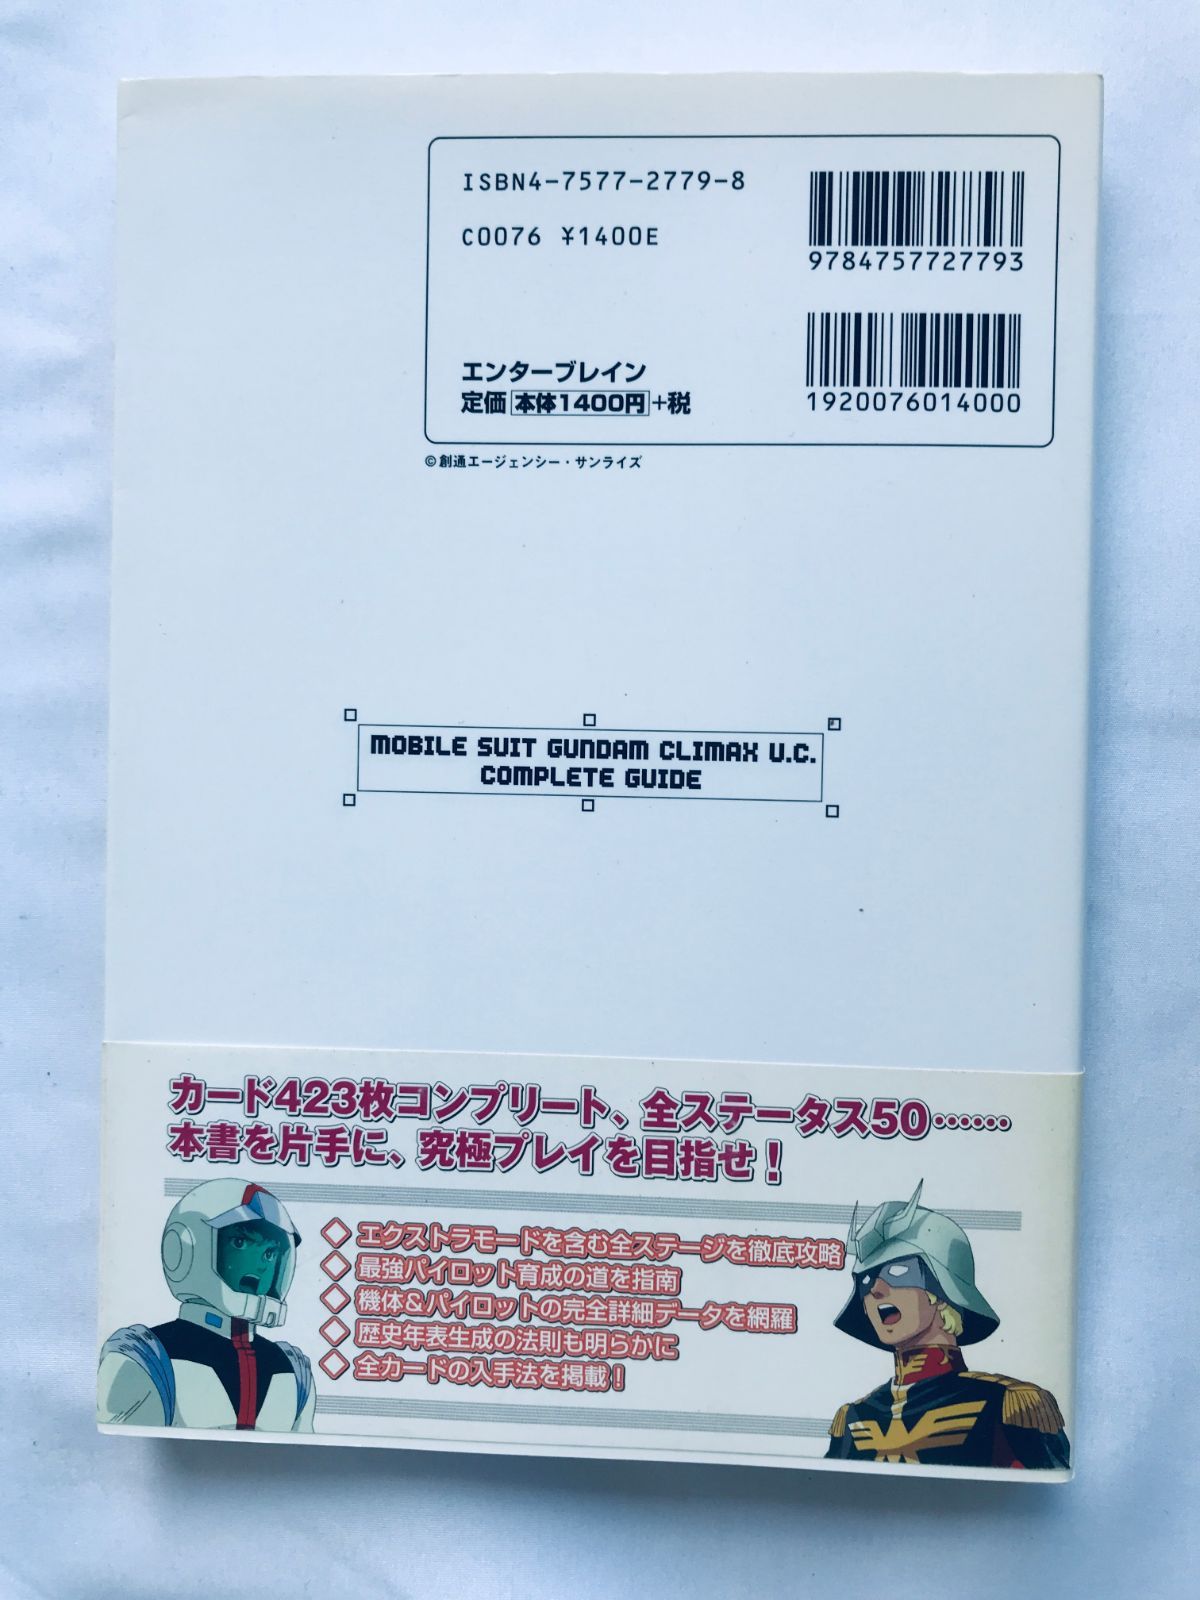 ISBN4-7577-2779-8
C0076 ¥1400E
9784757727793
エンターブレイン
定価 本体1400円+税
1920076014000
©創通エージェンシー・サンライズ
MOBILE SUIT GUNDAM CLIMAX U.C.
COMPLETE GUIDE
カード423枚コンプリート、全ステータス50……
本書を片手に、究極プレイを目指せ!
◇ エクストラモードを含む全ステージを徹底攻略
◇ 最強パイロット育成の道を指南
◇ 機体&パイロットの完全詳細データを網羅
◇ 歴史年表生成の法則も明らかに
◇ 全カードの入手法を掲載!